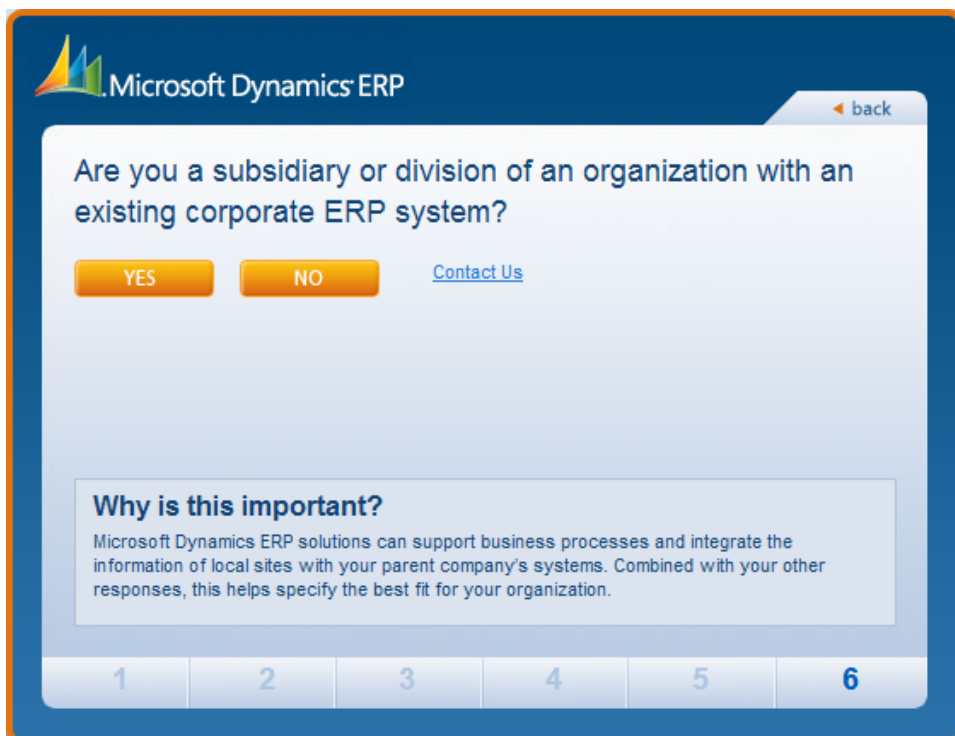 Microsoft Dynamics® ERP
back
Are you a subsidiary or division of an organization with an
existing corporate ERP system?
YES NO Contact Us
Why is this important?
Microsoft Dynamics ERP solutions can support business processes and integrate the
information of local sites with your parent company's systems. Combined with your other
responses, this helps specify the best fit for your organization.
1 2 3 4 5 6